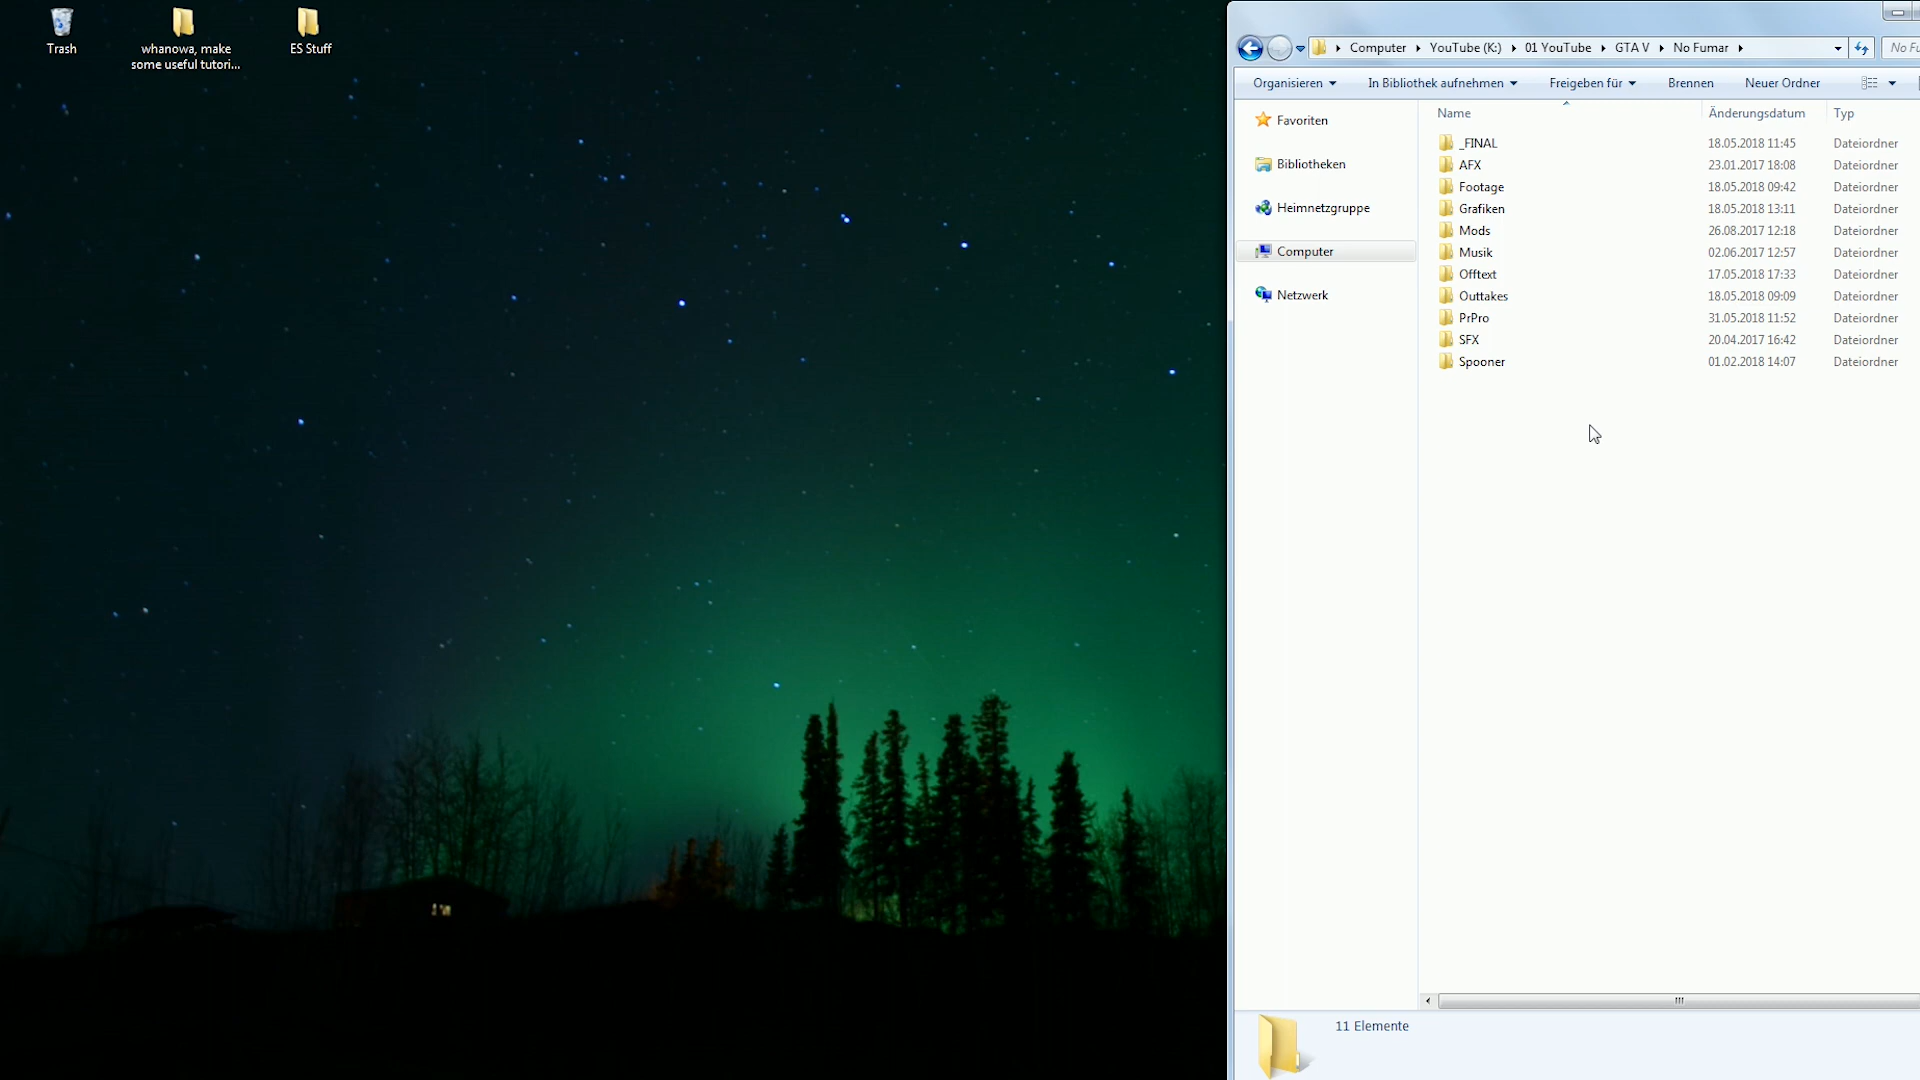 Trash
whanowa, make
some useful tutori...
ES Stuff
Computer
YouTube (K:)
01 YouTube
GTA V
No Fumar
No Fu
Organisieren
In Bibliothek aufnehmen
Freigeben für
Brennen
Neuer Ordner
Favoriten
Bibliotheken
Heimnetzgruppe
Computer
Netzwerk
Name Änderungsdatum Typ
_FINAL 18.05.2018 11:45 Dateiordner
AFX 23.01.2017 18:08 Dateiordner
Footage 18.05.2018 09:42 Dateiordner
Grafiken 18.05.2018 13:11 Dateiordner
Mods 26.08.2017 12:18 Dateiordner
Musik 02.06.2017 12:57 Dateiordner
Offtext 17.05.2018 17:33 Dateiordner
Outtakes 18.05.2018 09:09 Dateiordner
PrPro 31.05.2018 11:52 Dateiordner
SFX 20.04.2017 16:42 Dateiordner
Spooner 01.02.2018 14:07 Dateiordner
11 Elemente